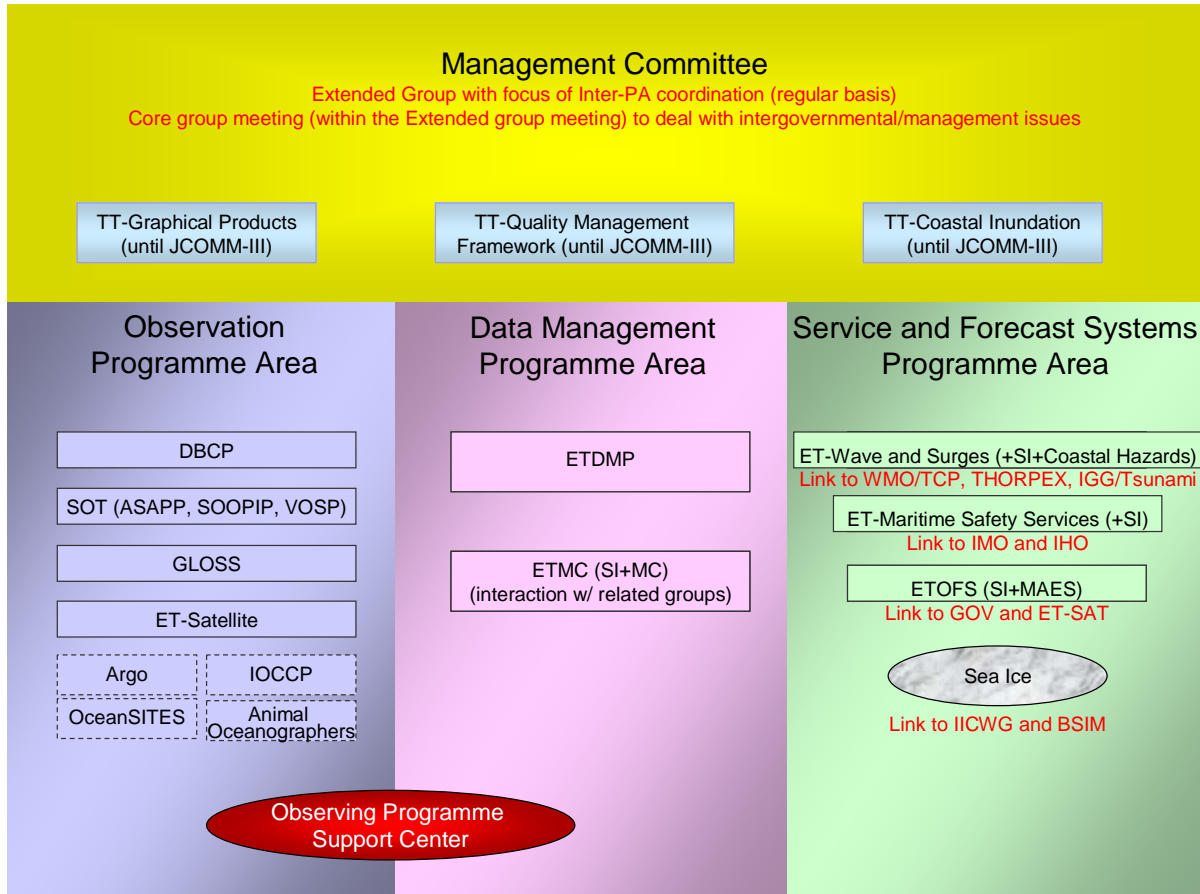 Management Committee
Extended Group with focus of Inter-PA coordination (regular basis)
Core group meeting (within the Extended group meeting) to deal with intergovernmental/management issues
TT-Graphical Products
(until JCOMM-III)
TT-Quality Management
Framework (until JCOMM-III)
TT-Coastal Inundation
(until JCOMM-III)
Observation
Programme Area
DBCP
SOT (ASAPP, SOOPIP, VOSP)
GLOSS
ET-Satellite
Argo
IOCCP
OceanSITES
Animal
Oceanographers
Data Management
Programme Area
ETDMP
ETMC (SI+MC)
(interaction w/ related groups)
Service and Forecast Systems
Programme Area
ET-Wave and Surges (+SI+Coastal Hazards)
Link to WMO/TCP, THORPEX, IGG/Tsunami
ET-Maritime Safety Services (+SI)
Link to IMO and IHO
ETOFS (SI+MAES)
Link to GOV and ET-SAT
Sea Ice
Link to IICWG and BSIM
Observing Programme
Support Center